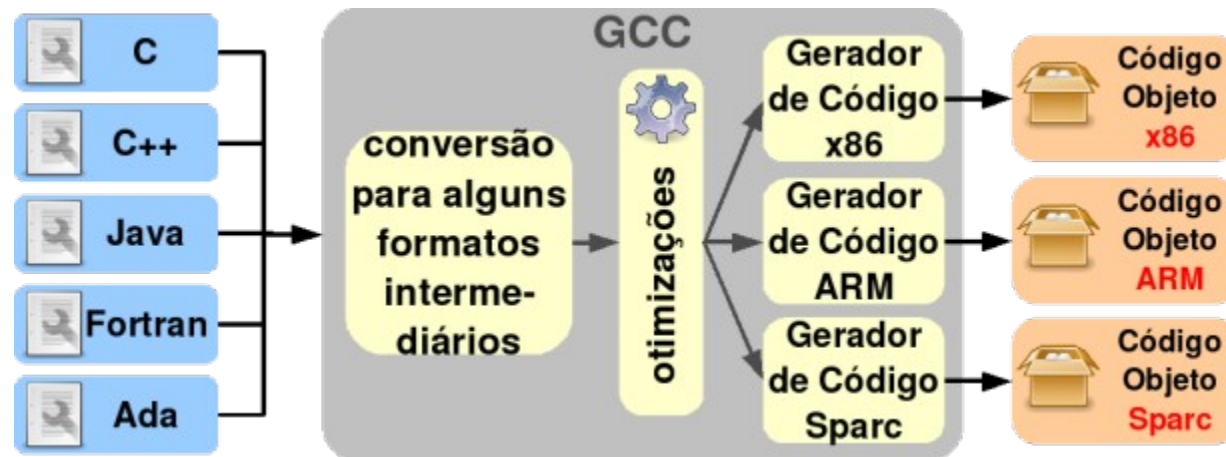 C
C++
Java
Fortran
Ada
GCC
conversão
para alguns
formatos
interme-
diários
otimizações
Gerador
de Código
x86
Gerador
de Código
ARM
Gerador
de Código
Sparc
Código
Objeto
x86
Código
Objeto
ARM
Código
Objeto
Sparc